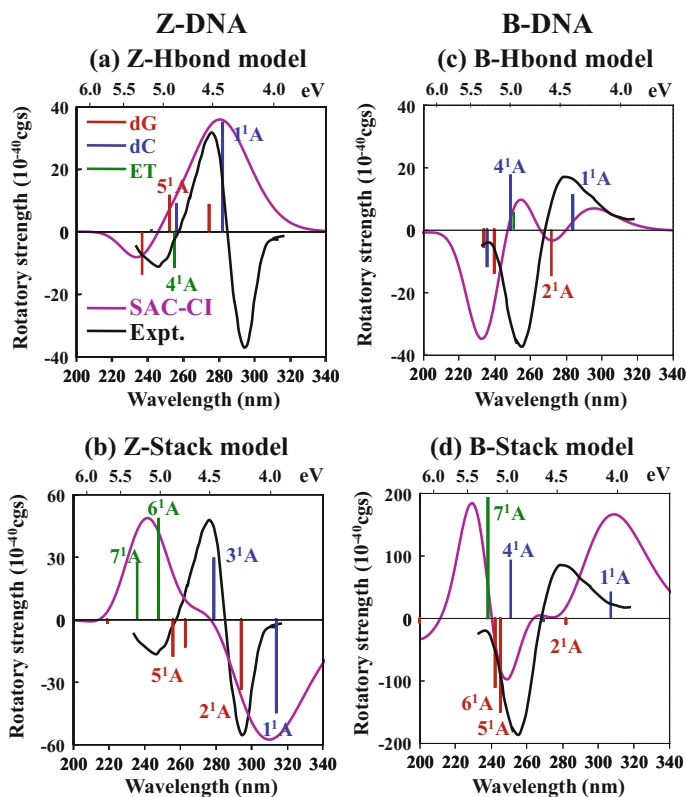 Z-DNA
B-DNA
(a) Z-Hbond model
(c) B-Hbond model
6.0 5.5 5.0 4.5 4.0 eV
6.0 5.5 5.0 4.5 4.0 eV
Rotatory strength (10-40cgs)
40
20
0
-20
-40
dG
dC
ET
5¹A
1¹A
4¹A
SAC-CI
Expt.
200 220 240 260 280 300 320 340
Wavelength (nm)
Rotatory strength (10-40cgs)
40
20
0
-20
-40
4¹A
1¹A
2¹A
200 220 240 260 280 300 320 340
Wavelength (nm)
(b) Z-Stack model
(d) B-Stack model
6.0 5.5 5.0 4.5 4.0 eV
6.0 5.5 5.0 4.5 4.0 eV
Rotatory strength (10-40cgs)
60
30
0
-30
-60
6¹A
7¹A
3¹A
5¹A
2¹A
1¹A
200 220 240 260 280 300 320 340
Wavelength (nm)
Rotatory strength (10-40cgs)
200
100
0
-100
-200
7¹A
4¹A
1¹A
2¹A
6¹A
5¹A
200 220 240 260 280 300 320 340
Wavelength (nm)